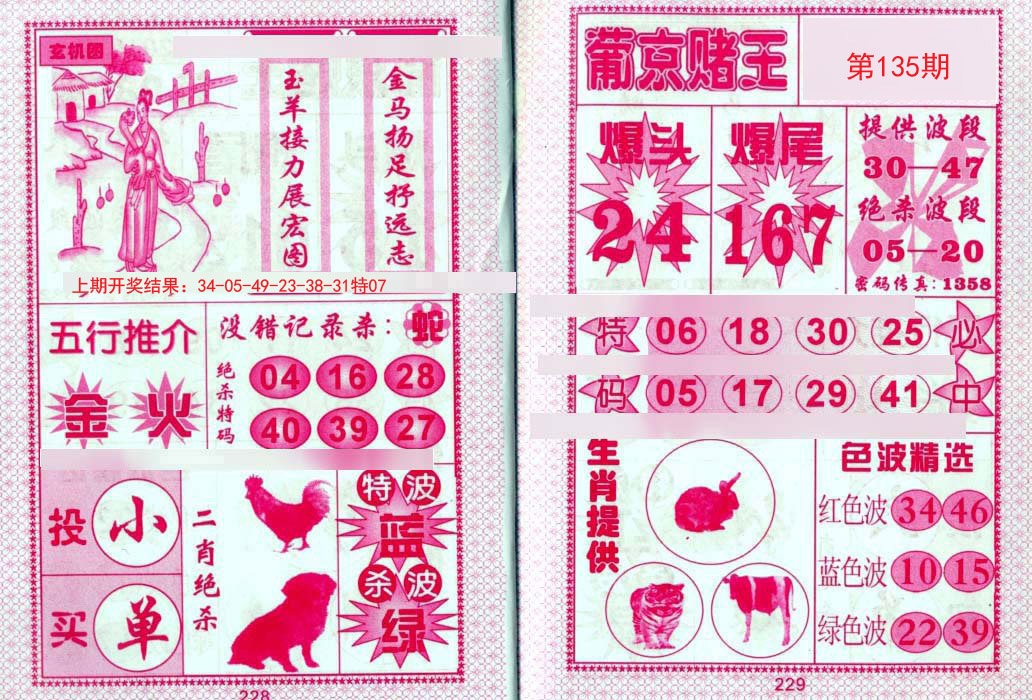 玄机图
玉羊接力展宏图
金马扬足抒远志
上期开奖结果：34-05-49-23-38-31特07
五行推介
金 火
没错记录杀：蛇
绝杀特码
04 16 28
40 39 27
投 小
买 单
二肖绝杀
特波
蓝
杀波
绿
228
葡京赌王
第135期
爆头
24
爆尾
167
提供波段
30—47
绝杀波段
05—20
密码传真：1358
特 06 18 30 25 必
码 05 17 29 41 中
生肖提供
色波精选
红色波 34 46
蓝色波 10 15
绿色波 22 39
229